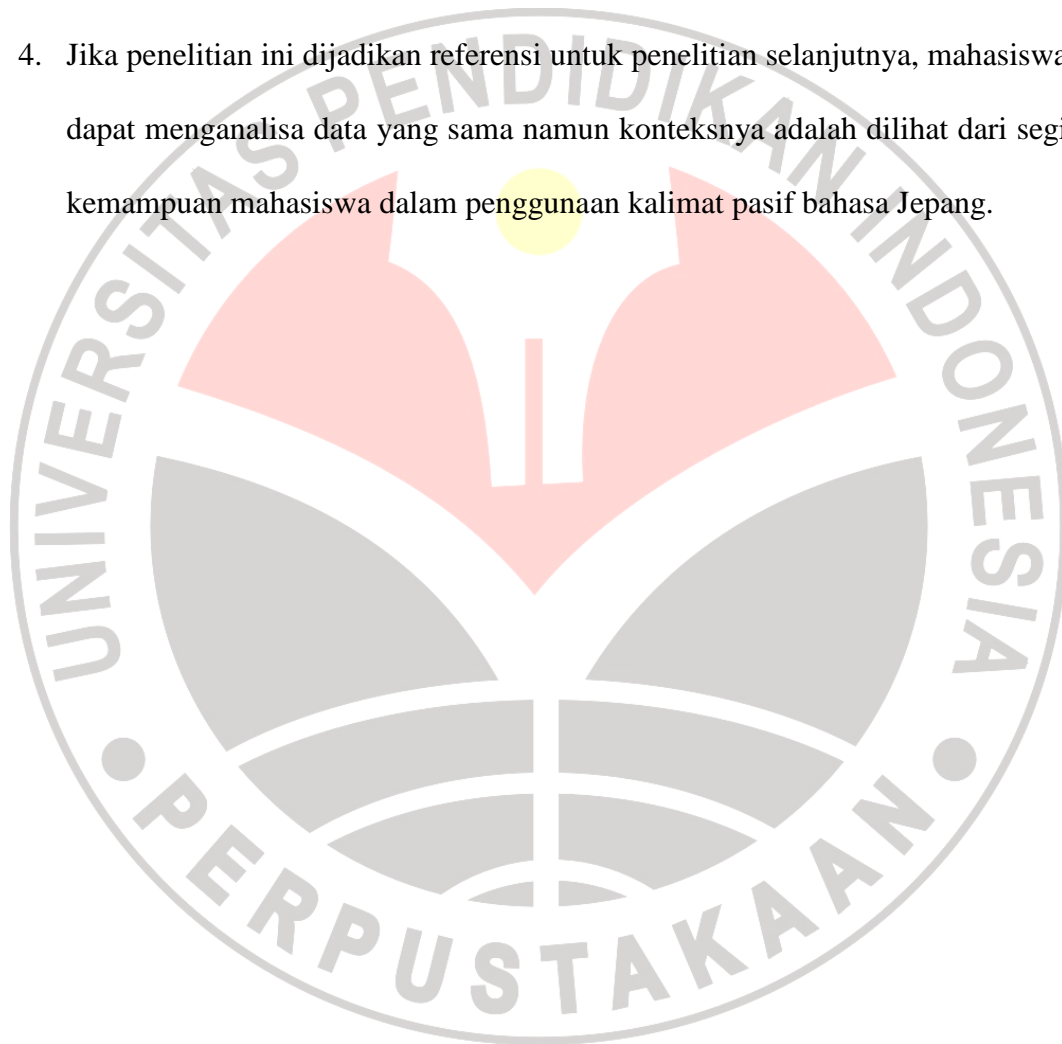 4. Jika penelitian ini dijadikan referensi untuk penelitian selanjutnya, mahasiswa
dapat menganalisa data yang sama namun konteksnya adalah dilihat dari segi
kemampuan mahasiswa dalam penggunaan kalimat pasif bahasa Jepang.
UNIVERSITAS PENDIDIKAN INDONESIA
PERPUSTAKAAN